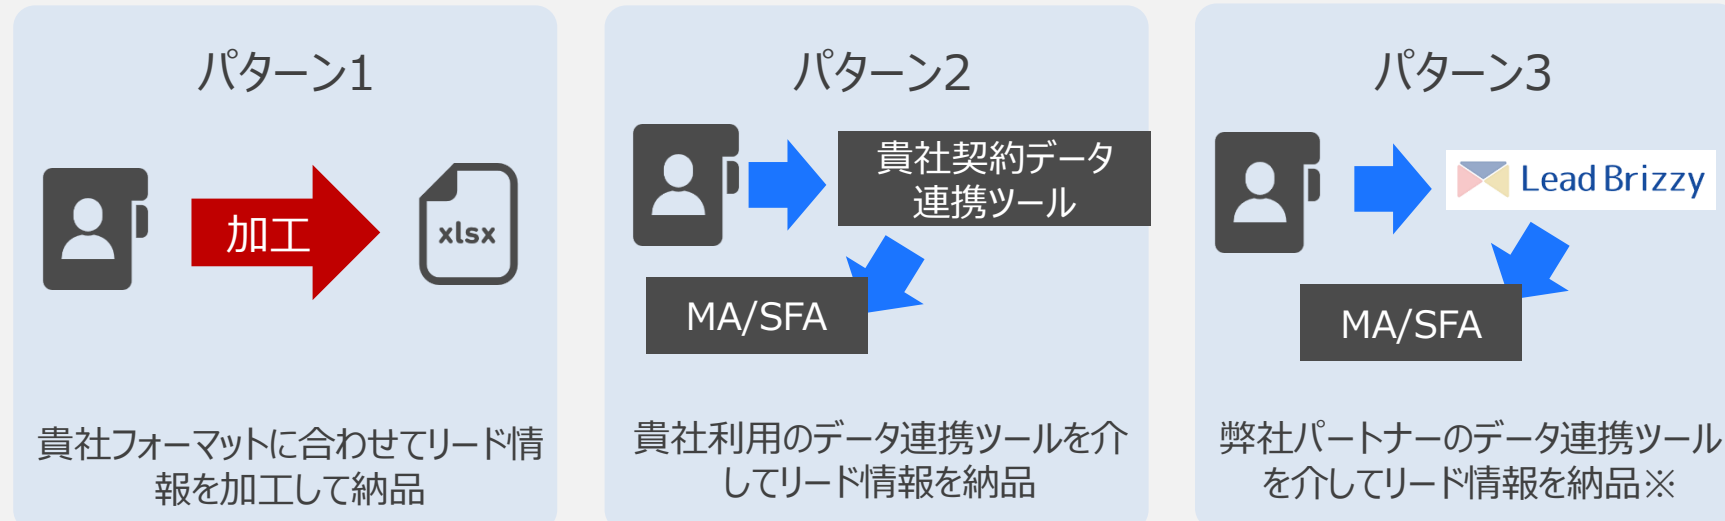 パターン1
加工
xlsx
貴社フォーマットに合わせてリード情
報を加工して納品
パターン2
貴社契約データ
連携ツール
MA/SFA
貴社利用のデータ連携ツールを介
してリード情報を納品
パターン3
Lead Brizzy
MA/SFA
弊社パートナーのデータ連携ツール
を介してリード情報を納品※